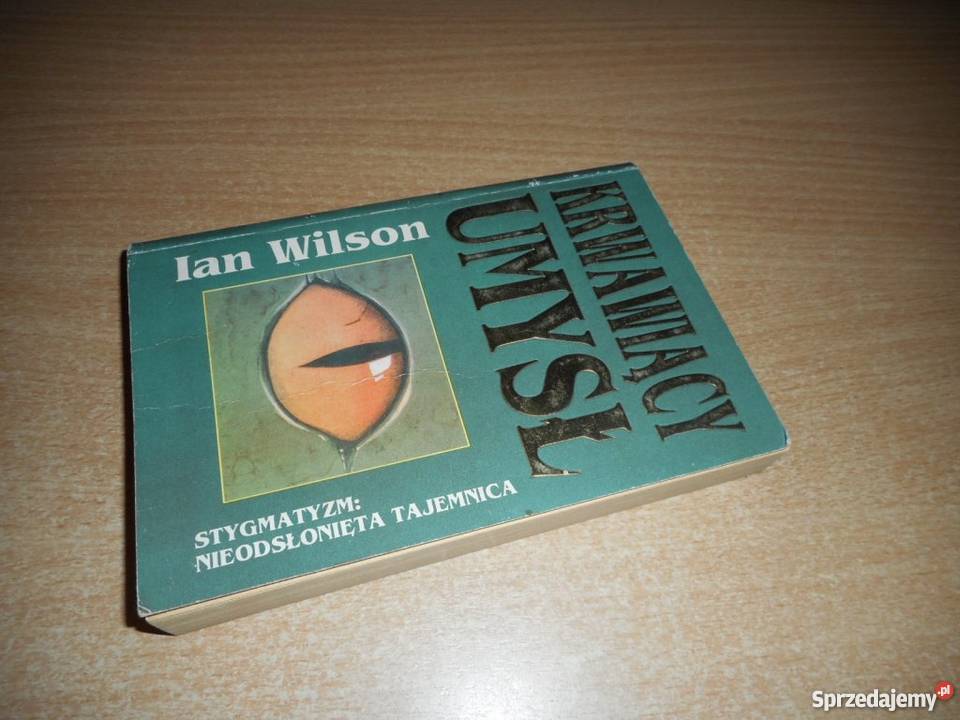 Ian Wilson
KRWAWIĄCY
UMYSŁ
STYGMATYZM:
NIEODSŁONIĘTA TAJEMNICA
Sprzedajemy.pl